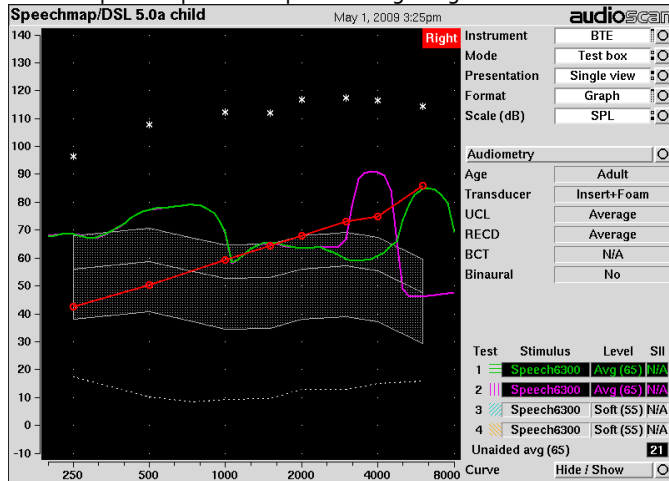 Speechmap/DSL 5.0a child May 1, 2009 3:25pm audioscan
Right
140
130
120
110
100
90
80
70
60
50
40
30
20
10
0
-10
250 500 1000 2000 4000 8000
Instrument BTE
Mode Test box
Presentation Single view
Format Graph
Scale (dB) SPL
Audiometry
Age Adult
Transducer Insert+Foam
UCL Average
RECD Average
BCT N/A
Binaural No
Test Stimulus Level SII
1 Speech6300 Avg (65) N/A
2 Speech6300 Avg (65) N/A
3 Speech6300 Soft (55) N/A
4 Speech6300 Soft (55) N/A
Unaided avg (65) 21
Curve Hide / Show